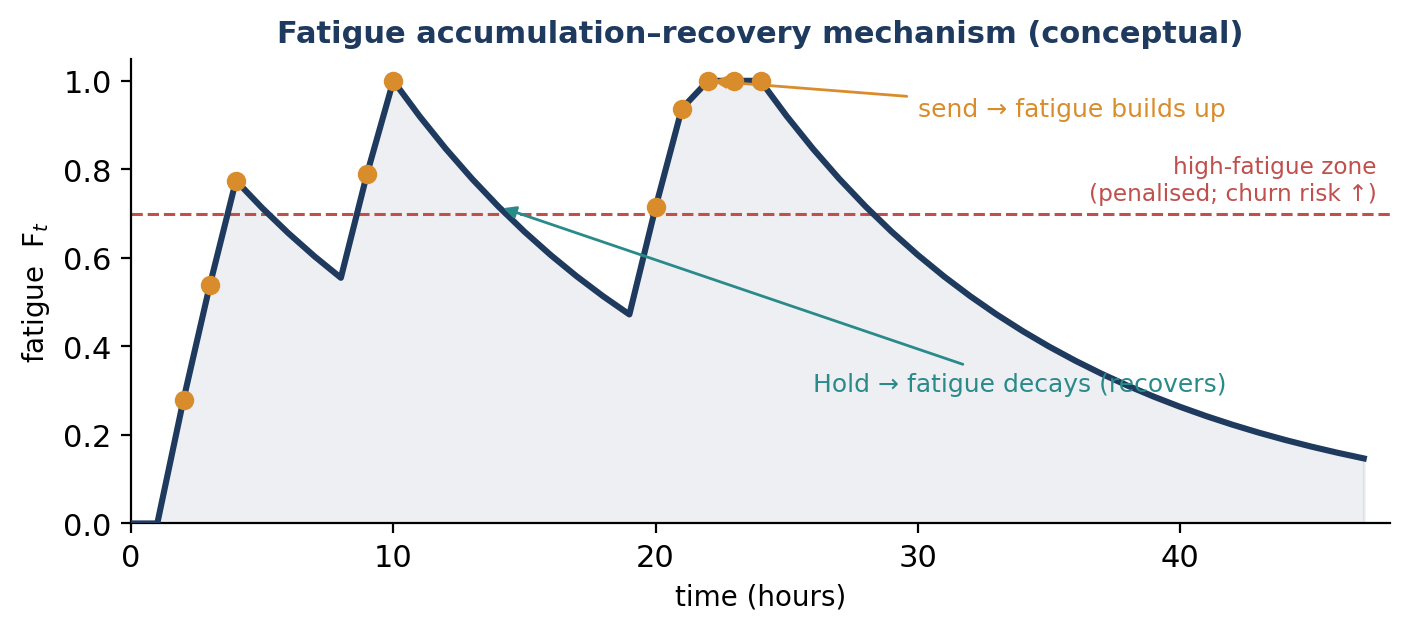 Fatigue accumulation–recovery mechanism (conceptual)
1.0
send → fatigue builds up
high-fatigue zone
0.8
(penalised; churn risk ↑)
fatigue Fₜ
0.6
0.4
Hold → fatigue decays (recovers)
0.2
0.0
0 10 20 30 40
time (hours)